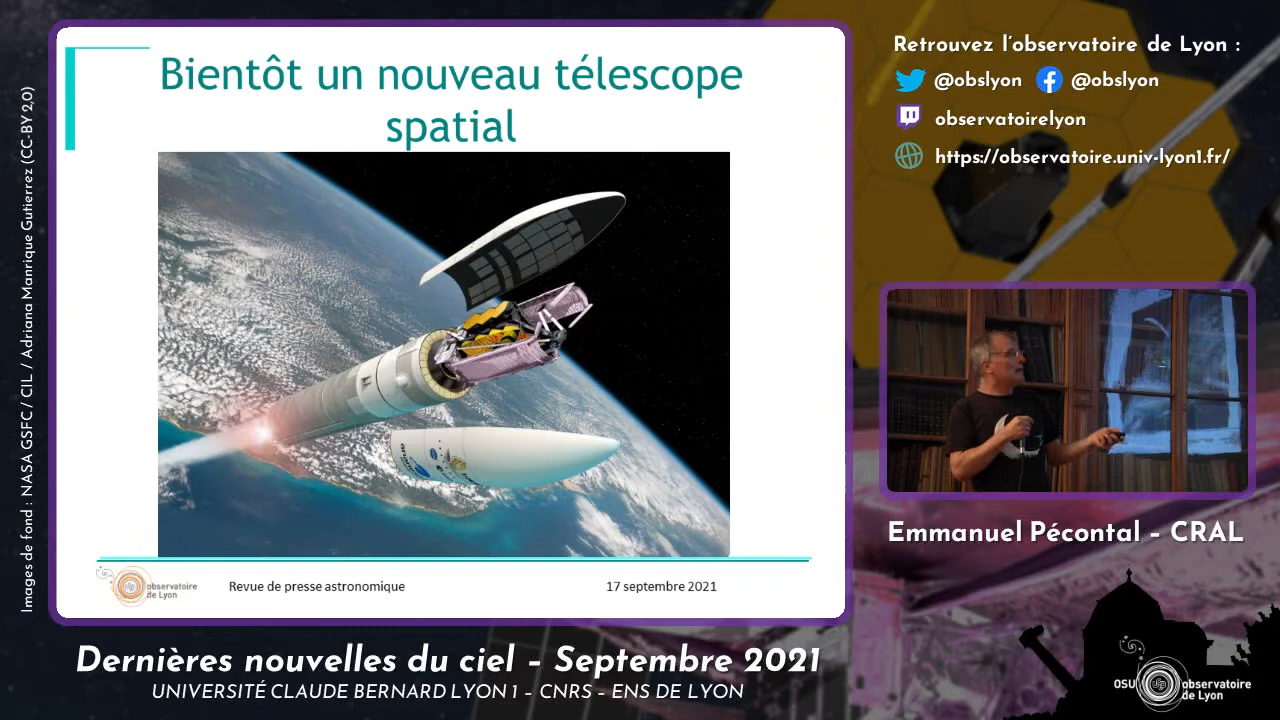 Images de fond : NASA GSFC / CIL / Adriana Manrique Gutierrez (CC-BY 2,0)
Bientôt un nouveau télescope
spatial
observatoire
de Lyon
Revue de presse astronomique
17 septembre 2021
Dernières nouvelles du ciel – Septembre 2021
UNIVERSITÉ CLAUDE BERNARD LYON 1 – CNRS – ENS DE LYON
Retrouvez l'observatoire de Lyon :
@obslyon @obslyon
observatoirelyon
https://observatoire.univ-lyon1.fr/
Emmanuel Pécontal – CRAL
OSU observatoire
de Lyon